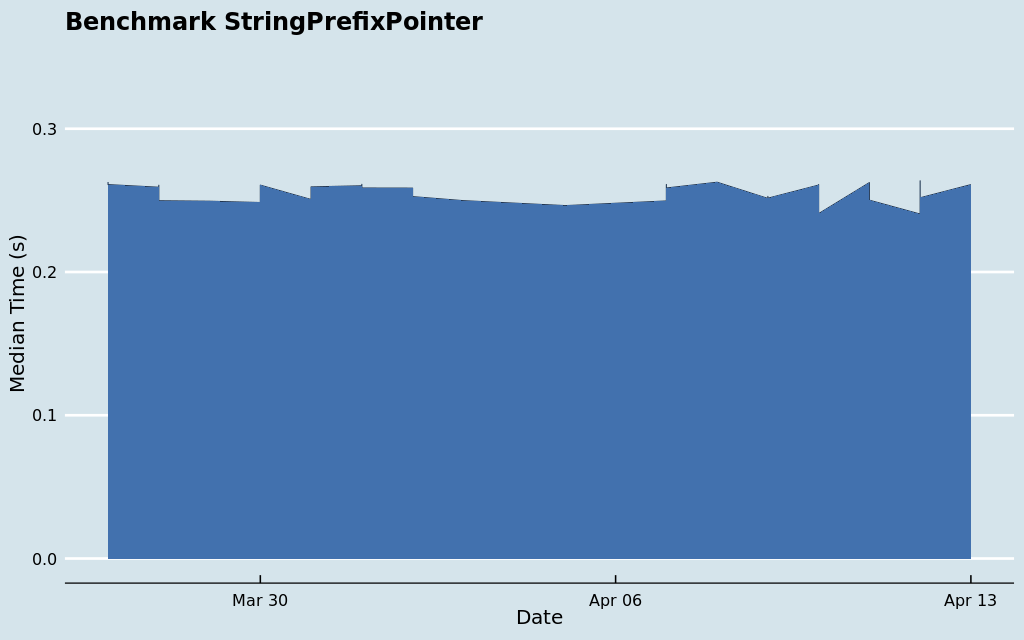 Benchmark StringPrefixPointer
0.3
0.2
0.1
0.0
Median Time (s)
Mar 30
Apr 06
Apr 13
Date